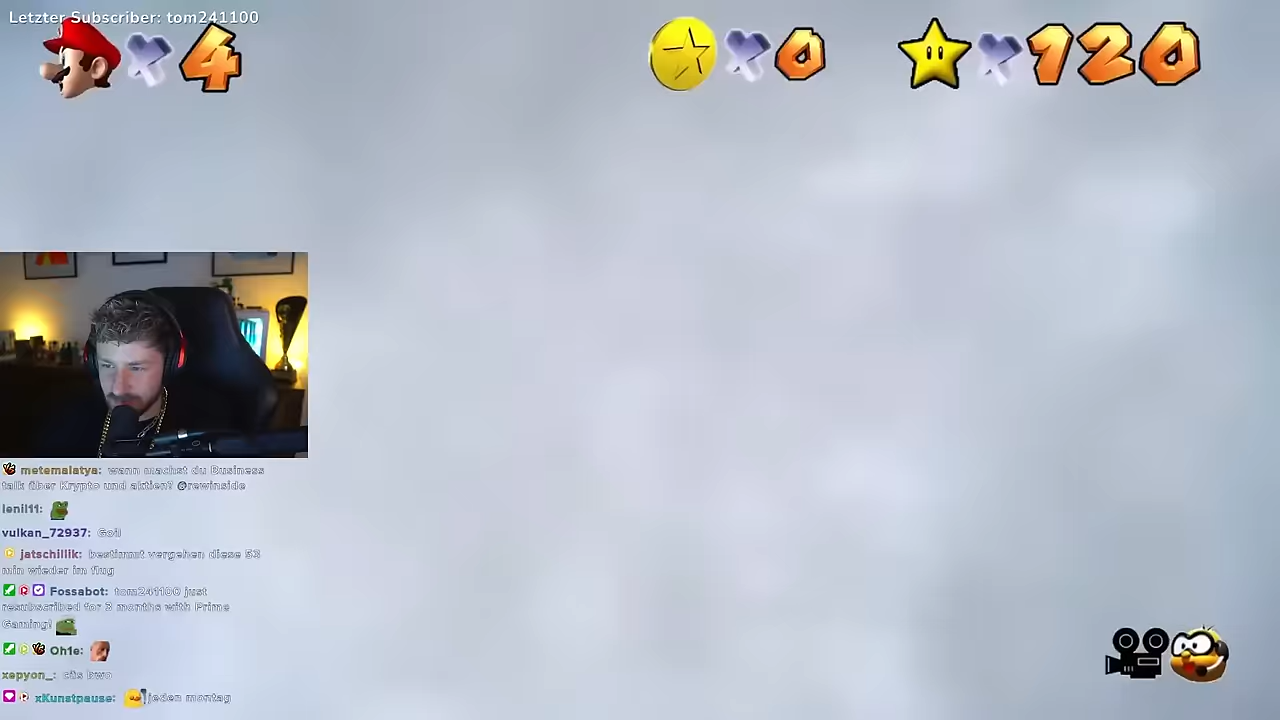 Letzter Subscriber: tom241100
4
0
120
metemalatya: wann machst du Business
talk über Krypto und aktien? @rewinside
lenil11:
vulkan_72937: Goil
jatschillik: bestimmt vergehen diese 53
min wieder im flug
Fossabot: tom241100 just
resubscribed for 3 months with Prime
Gaming!
Oh1e:
xepyon_: cits bwo
xKunstpause: jeden montag